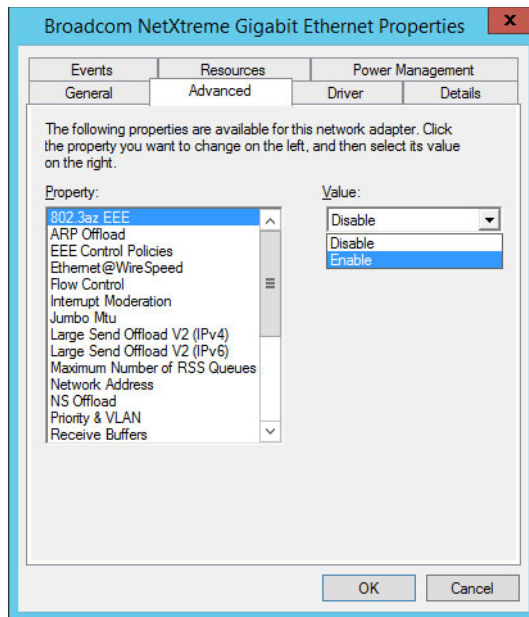 Broadcom NetXtreme Gigabit Ethernet Properties
x
Events
Resources
Power Management
General
Advanced
Driver
Details
The following properties are available for this network adapter. Click
the property you want to change on the left, and then select its value
on the right.
Property:
Value:
802.3az EEE
ARP Offload
EEE Control Policies
Ethernet@WireSpeed
Flow Control
Interrupt Moderation
Jumbo Mtu
Large Send Offload V2 (IPv4)
Large Send Offload V2 (IPv6)
Maximum Number of RSS Queues
Network Address
NS Offload
Priority & VLAN
Receive Buffers
Disable
Disable
Enable
OK
Cancel